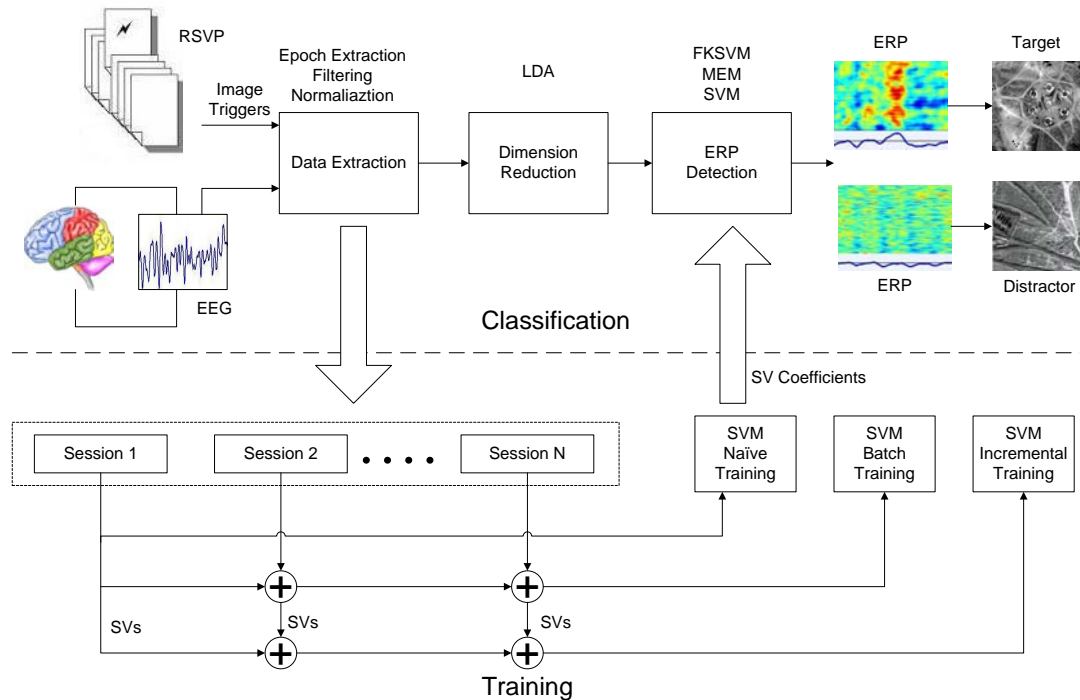 RSVP
Image
Triggers
Epoch Extraction
Filtering
Normaliaztion
Data Extraction
LDA
Dimension
Reduction
FKSVM
MEM
SVM
ERP
Detection
ERP
Target
EEG
ERP
Distractor
Classification
SV Coefficients
Session 1
Session 2
Session N
SVM
Naïve
Training
SVM
Batch
Training
SVM
Incremental
Training
SVs
SVs
SVs
Training